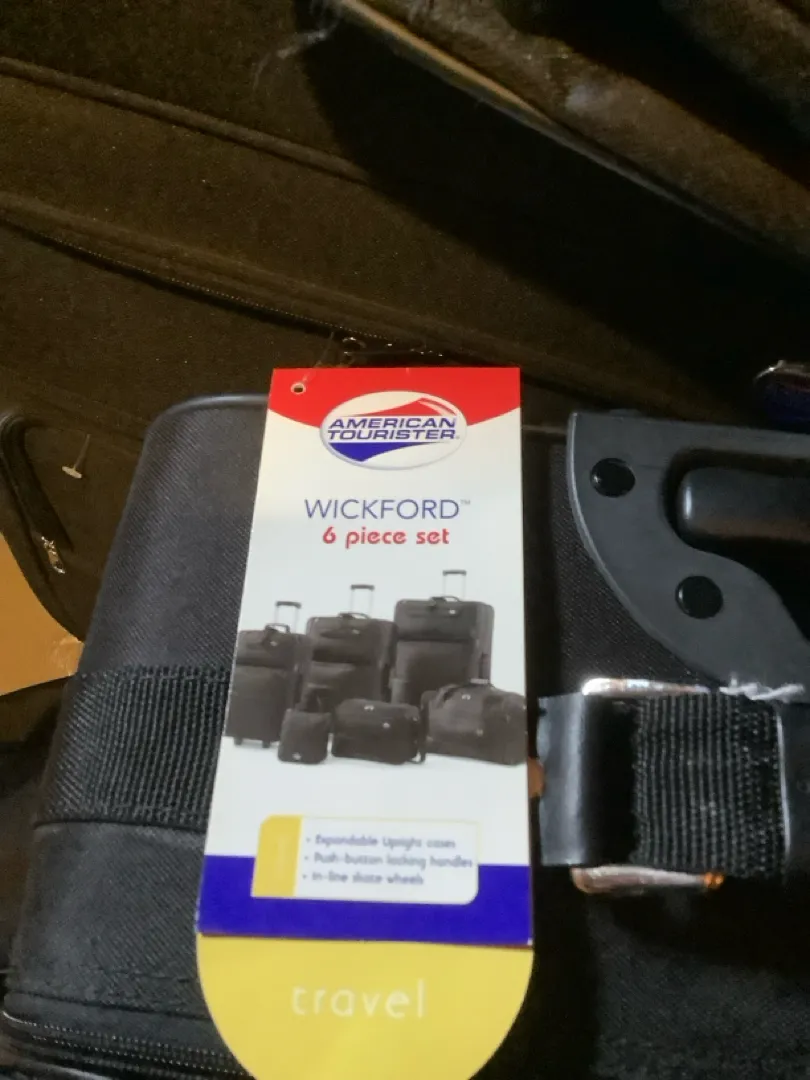 AMERICAN
TOURISTER
WICKFORD™
6 piece set
• Expandable Upright cases
• Push-button locking handles
• In-line skate wheels
travel